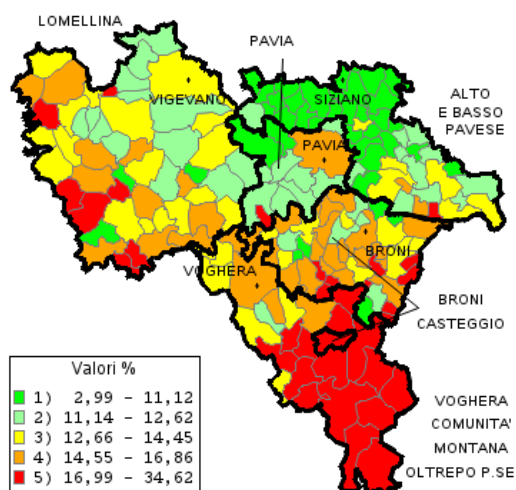 LOMELLINA
PAVIA
VIGEVANO
SIZIANO
ALTO
E BASSO
PAVESE
PAVIA
VOGHERA
BRONI
BRONI
CASTEGGIO
Valori %
1) 2,99 - 11,12
2) 11,14 - 12,62
3) 12,66 - 14,45
4) 14,55 - 16,86
5) 16,99 - 34,62
VOGHERA
COMUNITA'
MONTANA
OLTREPO P.SE